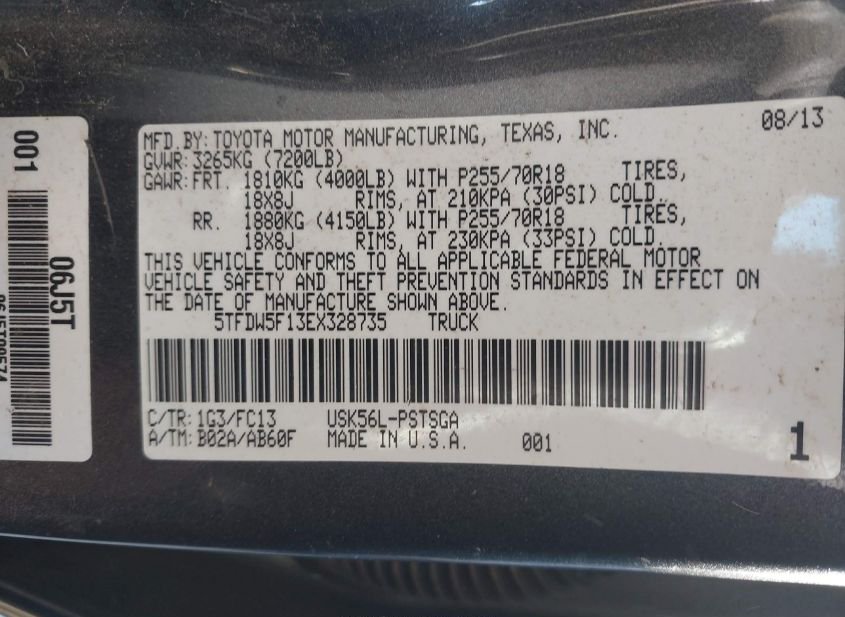 001
06J5T
MFD.BY:TOYOTA MOTOR MANUFACTURING, TEXAS, INC. 08/13
GVWR:3265KG (7200LB)
GAWR:FRT. 1810KG (4000LB) WITH P255/70R18 TIRES,
18X8J RIMS, AT 210KPA (30PSI) COLD.
RR. 1880KG (4150LB) WITH P255/70R18 TIRES,
18X8J RIMS, AT 230KPA (33PSI) COLD.
THIS VEHICLE CONFORMS TO ALL APPLICABLE FEDERAL MOTOR
VEHICLE SAFETY AND THEFT PREVENTION STANDARDS IN EFFECT ON
THE DATE OF MANUFACTURE SHOWN ABOVE.
5TFDW5F13EX328735 TRUCK
C/TR:1G3/FC13 USK56L-PSTSGA
A/TM:B02A/AB60F MADE IN U.S.A. 001
1